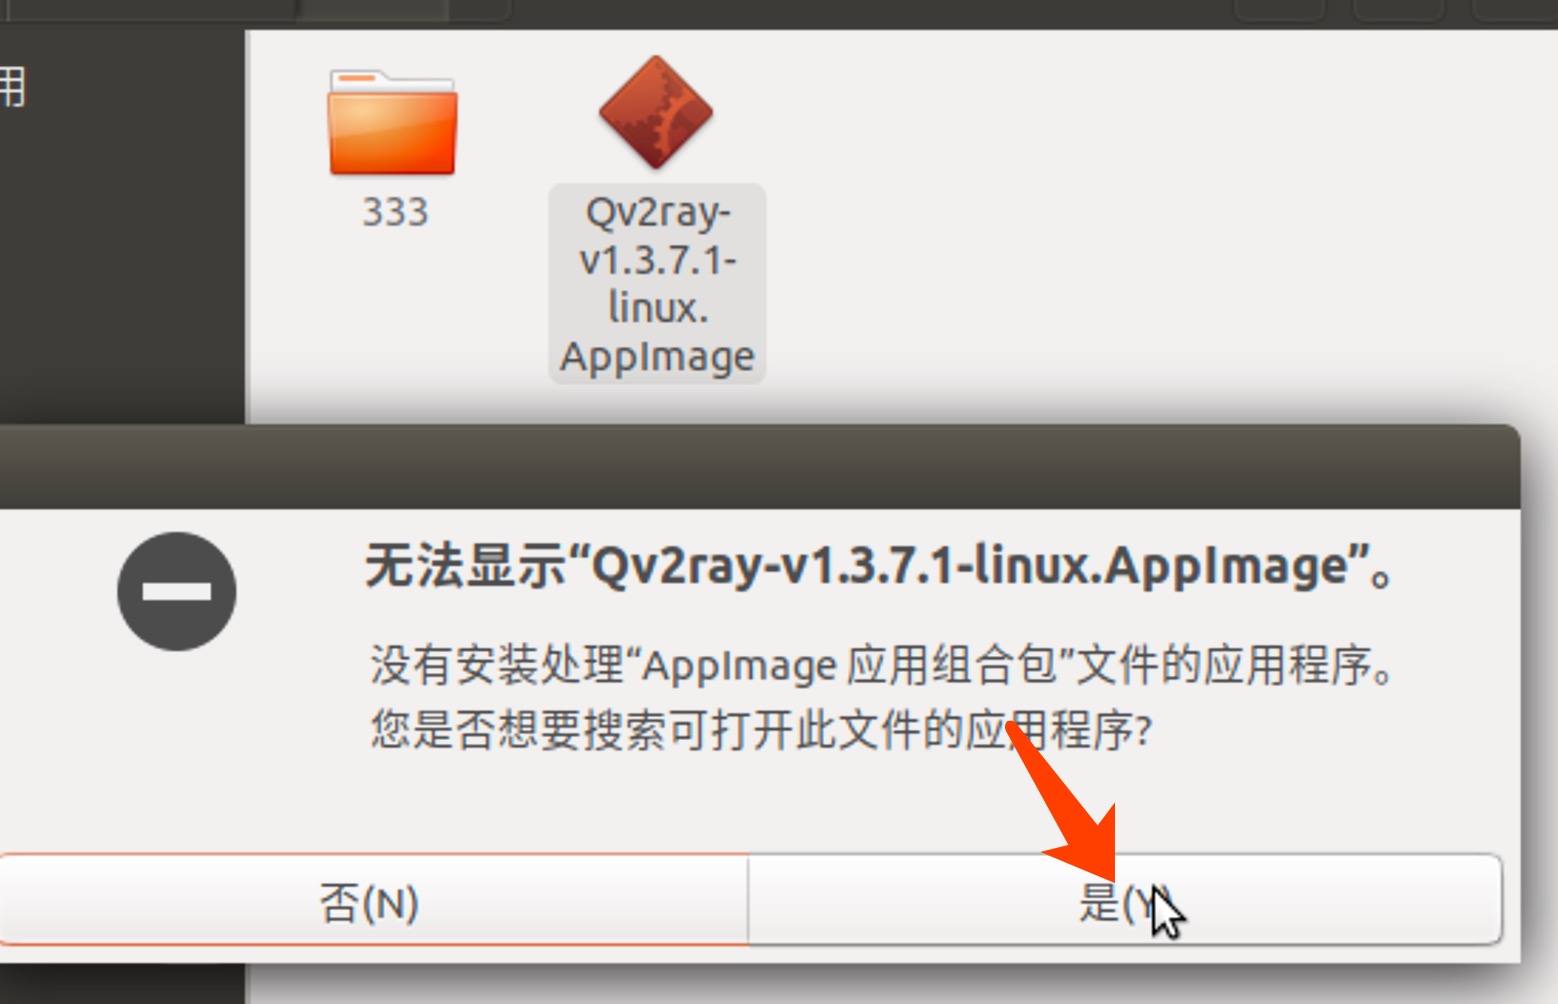 用
333
Qv2ray-
v1.3.7.1-
linux.
AppImage
无法显示“Qv2ray-v1.3.7.1-linux.AppImage”。
没有安装处理“AppImage 应用组合包”文件的应用程序。
您是否想要搜索可打开此文件的应用程序?
否(N)
是(Y)